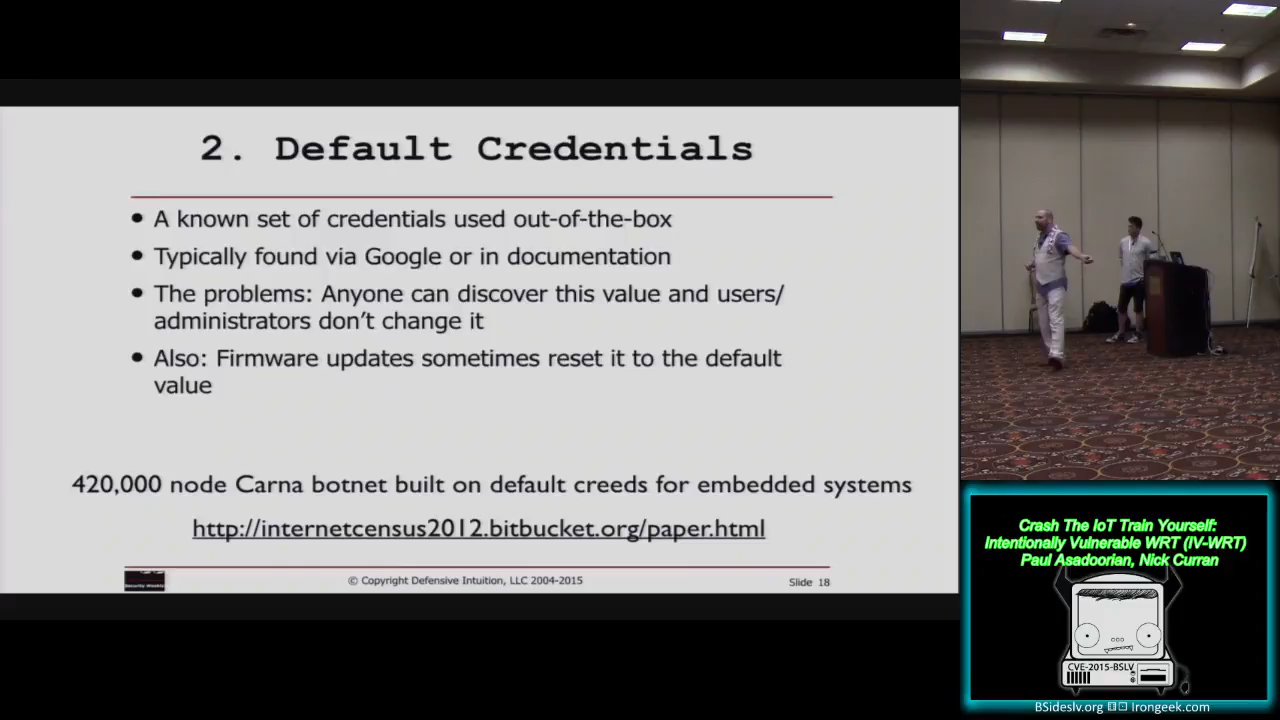 2. Default Credentials
• A known set of credentials used out-of-the-box
• Typically found via Google or in documentation
• The problems: Anyone can discover this value and users/
administrators don’t change it
• Also: Firmware updates sometimes reset it to the default
value
420,000 node Carna botnet built on default creeds for embedded systems
http://internetcensus2012.bitbucket.org/paper.html
Security Weekly
© Copyright Defensive Intuition, LLC 2004-2015
Slide 18
Crash The IoT Train Yourself:
Intentionally Vulnerable WRT (IV-WRT)
Paul Asadoorian, Nick Curran
CVE-2015-BSLV
BSideslv.org ⚅⚀ Irongeek.com